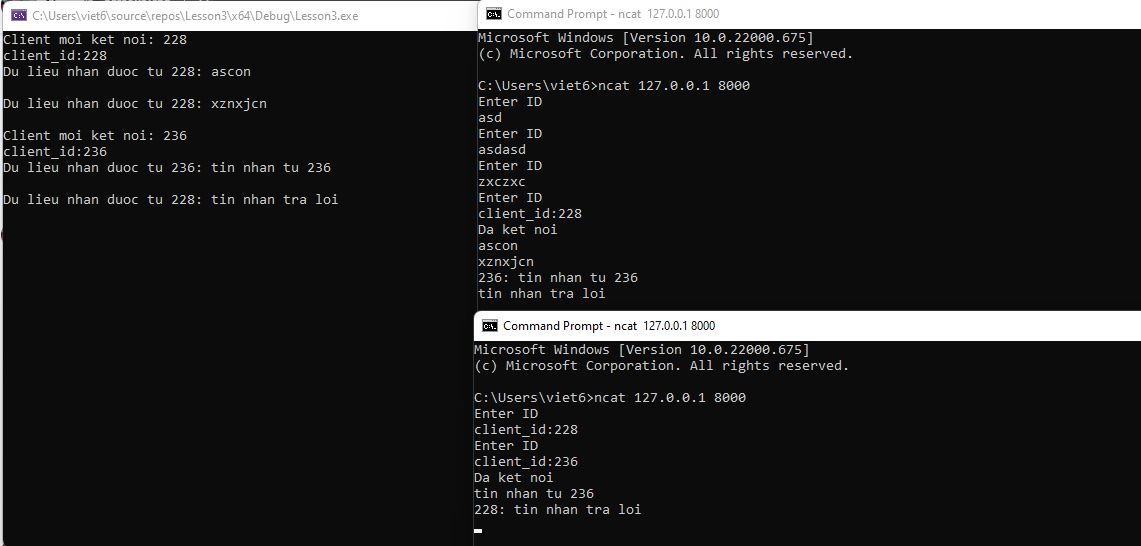 C:\Users\viet6\source\repos\Lesson3\x64\Debug\Lesson3.exe
Client moi ket noi: 228
client_id:228
Du lieu nhan duoc tu 228: ascon
Du lieu nhan duoc tu 228: xznxjcn
Client moi ket noi: 236
client_id:236
Du lieu nhan duoc tu 236: tin nhan tu 236
Du lieu nhan duoc tu 228: tin nhan tra loi
Command Prompt - ncat 127.0.0.1 8000
Microsoft Windows [Version 10.0.22000.675]
(c) Microsoft Corporation. All rights reserved.
C:\Users\viet6>ncat 127.0.0.1 8000
Enter ID
asd
Enter ID
asdasd
Enter ID
zxczxc
Enter ID
client_id:228
Da ket noi
ascon
xznxjcn
236: tin nhan tu 236
tin nhan tra loi
Command Prompt - ncat 127.0.0.1 8000
Microsoft Windows [Version 10.0.22000.675]
(c) Microsoft Corporation. All rights reserved.
C:\Users\viet6>ncat 127.0.0.1 8000
Enter ID
client_id:228
Enter ID
client_id:236
Da ket noi
tin nhan tu 236
228: tin nhan tra loi